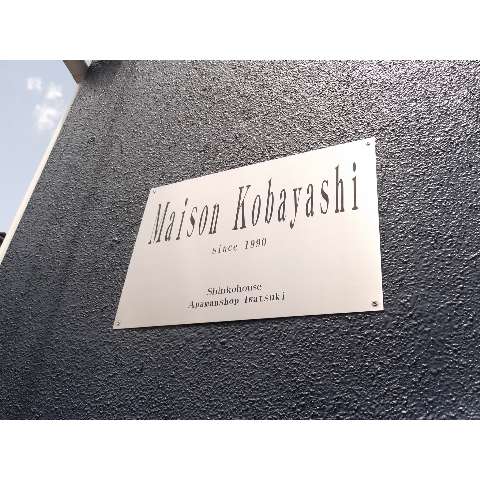 Maison Kobayashi
since 1990
Shinkohouse
Apamanshop Iwatsuki